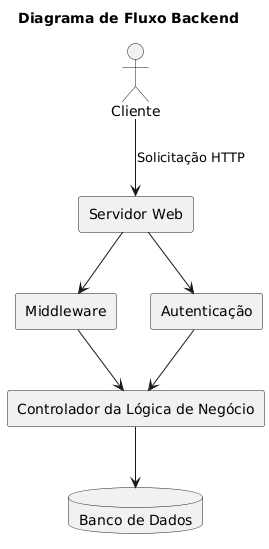 Diagrama de Fluxo Backend
Cliente
Solicitação HTTP
Servidor Web
Middleware
Autenticação
Controlador da Lógica de Negócio
Banco de Dados